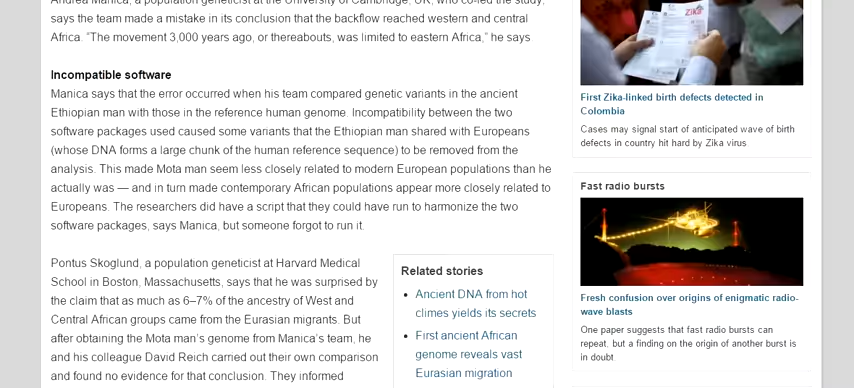 Andrea Manica, a population geneticist at the University of Cambridge, UK, who co-led the study,
says the team made a mistake in its conclusion that the backflow reached western and central
Africa. “The movement 3,000 years ago, or thereabouts, was limited to eastern Africa,” he says
Incompatible software
Manica says that the error occurred when his team compared genetic variants in the ancient
Ethiopian man with those in the reference human genome. Incompatibility between the two
software packages used caused some variants that the Ethiopian man shared with Europeans
(whose DNA forms a large chunk of the human reference sequence) to be removed from the
analysis. This made Mota man seem less closely related to modern European populations than he
actually was — and in turn made contemporary African populations appear more closely related to
Europeans. The researchers did have a script that they could have run to harmonize the two
software packages, says Manica, but someone forgot to run it.
Pontus Skoglund, a population geneticist at Harvard Medical
School in Boston, Massachusetts, says that he was surprised by
the claim that as much as 6–7% of the ancestry of West and
Central African groups came from the Eurasian migrants. But
after obtaining the Mota man’s genome from Manica’s team, he
and his colleague David Reich carried out their own comparison
and found no evidence for that conclusion. They informed
Related stories
• Ancient DNA from hot
climes yields its secrets
• First ancient African
genome reveals vast
Eurasian migration
Zika
First Zika-linked birth defects detected in
Colombia
Cases may signal start of anticipated wave of birth
defects in country hit hard by Zika virus
Fast radio bursts
Fresh confusion over origins of enigmatic radio-
wave blasts
One paper suggests that fast radio bursts can
repeat, but a finding on the origin of another burst is
in doubt